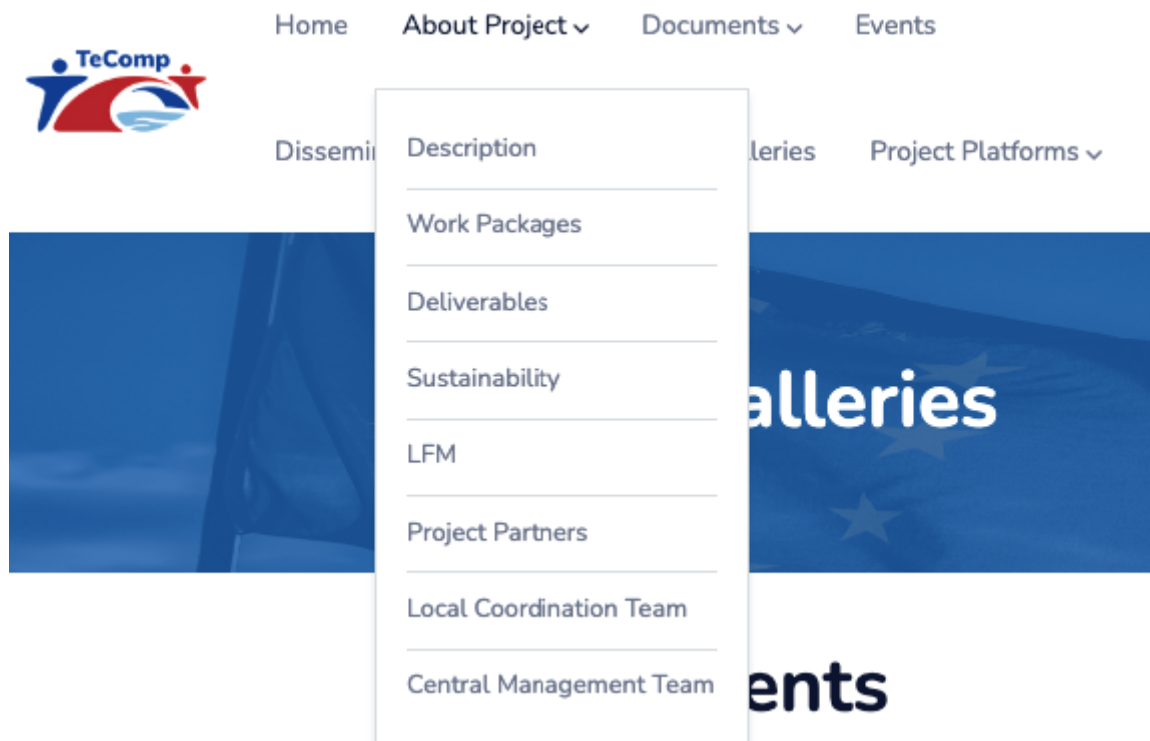 Home About Project Documents Events
TeComp
Project Platforms
Description
Work Packages
Deliverables
Sustainability
LFM
Project Partners
Local Coordination Team
Central Management Team